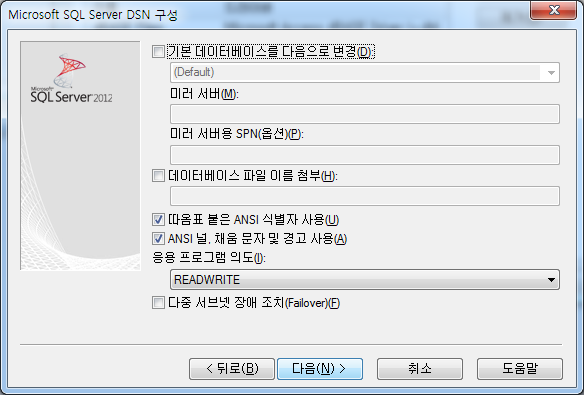 Microsoft SQL Server DSN 구성
Microsoft
SQL Server 2012
기본 데이터베이스를 다음으로 변경(D):
(Default)
미러 서버(M):
미러 서버용 SPN(옵션)(P):
데이터베이스 파일 이름 첨부(H):
따옴표 붙은 ANSI 식별자 사용(U)
ANSI 널, 채움 문자 및 경고 사용(A)
응용 프로그램 의도(I):
READWRITE
다중 서브넷 장애 조치(Failover)(F)
< 뒤로(B)
다음(N) >
취소
도움말